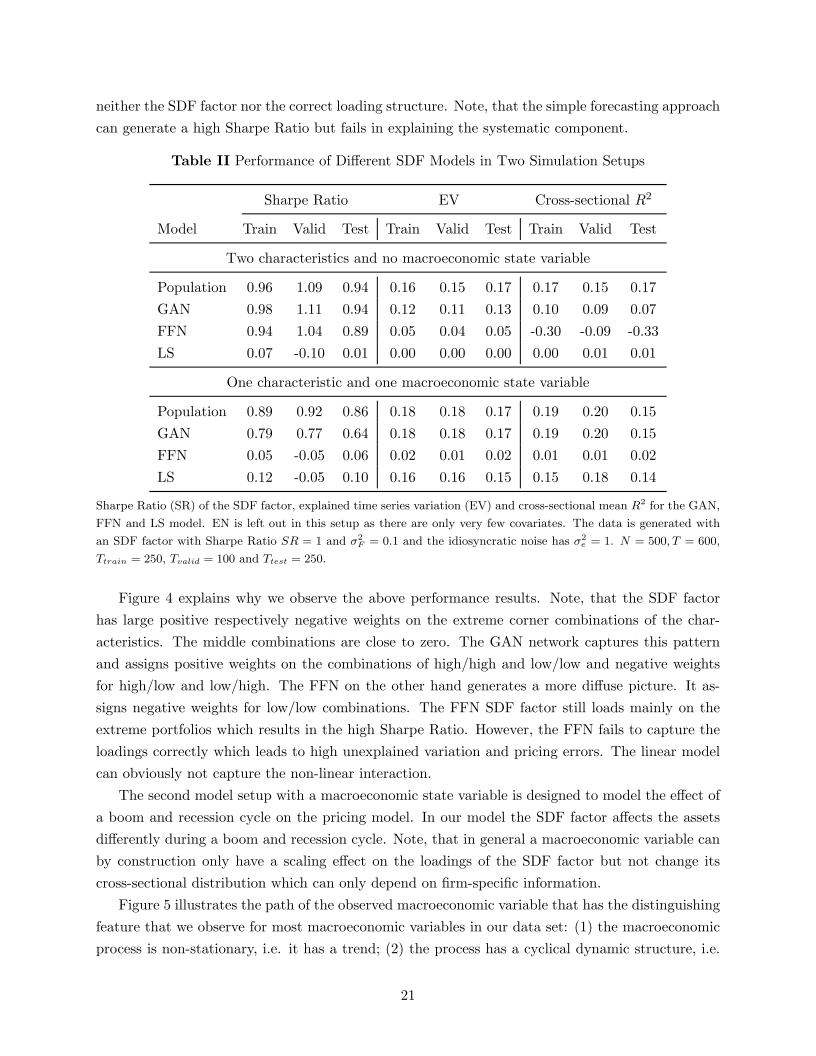 neither the SDF factor nor the correct loading structure. Note, that the simple forecasting approach
can generate a high Sharpe Ratio but fails in explaining the systematic component.
Table II Performance of Different SDF Models in Two Simulation Setups
Sharpe Ratio EV Cross-sectional R²
Model Train Valid Test Train Valid Test Train Valid Test
Two characteristics and no macroeconomic state variable
Population 0.96 1.09 0.94 0.16 0.15 0.17 0.17 0.15 0.17
GAN 0.98 1.11 0.94 0.12 0.11 0.13 0.10 0.09 0.07
FFN 0.94 1.04 0.89 0.05 0.04 0.05 -0.30 -0.09 -0.33
LS 0.07 -0.10 0.01 0.00 0.00 0.00 0.00 0.01 0.01
One characteristic and one macroeconomic state variable
Population 0.89 0.92 0.86 0.18 0.18 0.17 0.19 0.20 0.15
GAN 0.79 0.77 0.64 0.18 0.18 0.17 0.19 0.20 0.15
FFN 0.05 -0.05 0.06 0.02 0.01 0.02 0.01 0.01 0.02
LS 0.12 -0.05 0.10 0.16 0.16 0.15 0.15 0.18 0.14
Sharpe Ratio (SR) of the SDF factor, explained time series variation (EV) and cross-sectional mean R² for the GAN,
FFN and LS model. EN is left out in this setup as there are only very few covariates. The data is generated with
an SDF factor with Sharpe Ratio SR = 1 and σ²_F = 0.1 and the idiosyncratic noise has σ²_e = 1. N = 500, T = 600,
T_train = 250, T_valid = 100 and T_test = 250.
Figure 4 explains why we observe the above performance results. Note, that the SDF factor
has large positive respectively negative weights on the extreme corner combinations of the char-
acteristics. The middle combinations are close to zero. The GAN network captures this pattern
and assigns positive weights on the combinations of high/high and low/low and negative weights
for high/low and low/high. The FFN on the other hand generates a more diffuse picture. It as-
signs negative weights for low/low combinations. The FFN SDF factor still loads mainly on the
extreme portfolios which results in the high Sharpe Ratio. However, the FFN fails to capture the
loadings correctly which leads to high unexplained variation and pricing errors. The linear model
can obviously not capture the non-linear interaction.
The second model setup with a macroeconomic state variable is designed to model the effect of
a boom and recession cycle on the pricing model. In our model the SDF factor affects the assets
differently during a boom and recession cycle. Note, that in general a macroeconomic variable can
by construction only have a scaling effect on the loadings of the SDF factor but not change its
cross-sectional distribution which can only depend on firm-specific information.
Figure 5 illustrates the path of the observed macroeconomic variable that has the distinguishing
feature that we observe for most macroeconomic variables in our data set: (1) the macroeconomic
process is non-stationary, i.e. it has a trend; (2) the process has a cyclical dynamic structure, i.e.
21